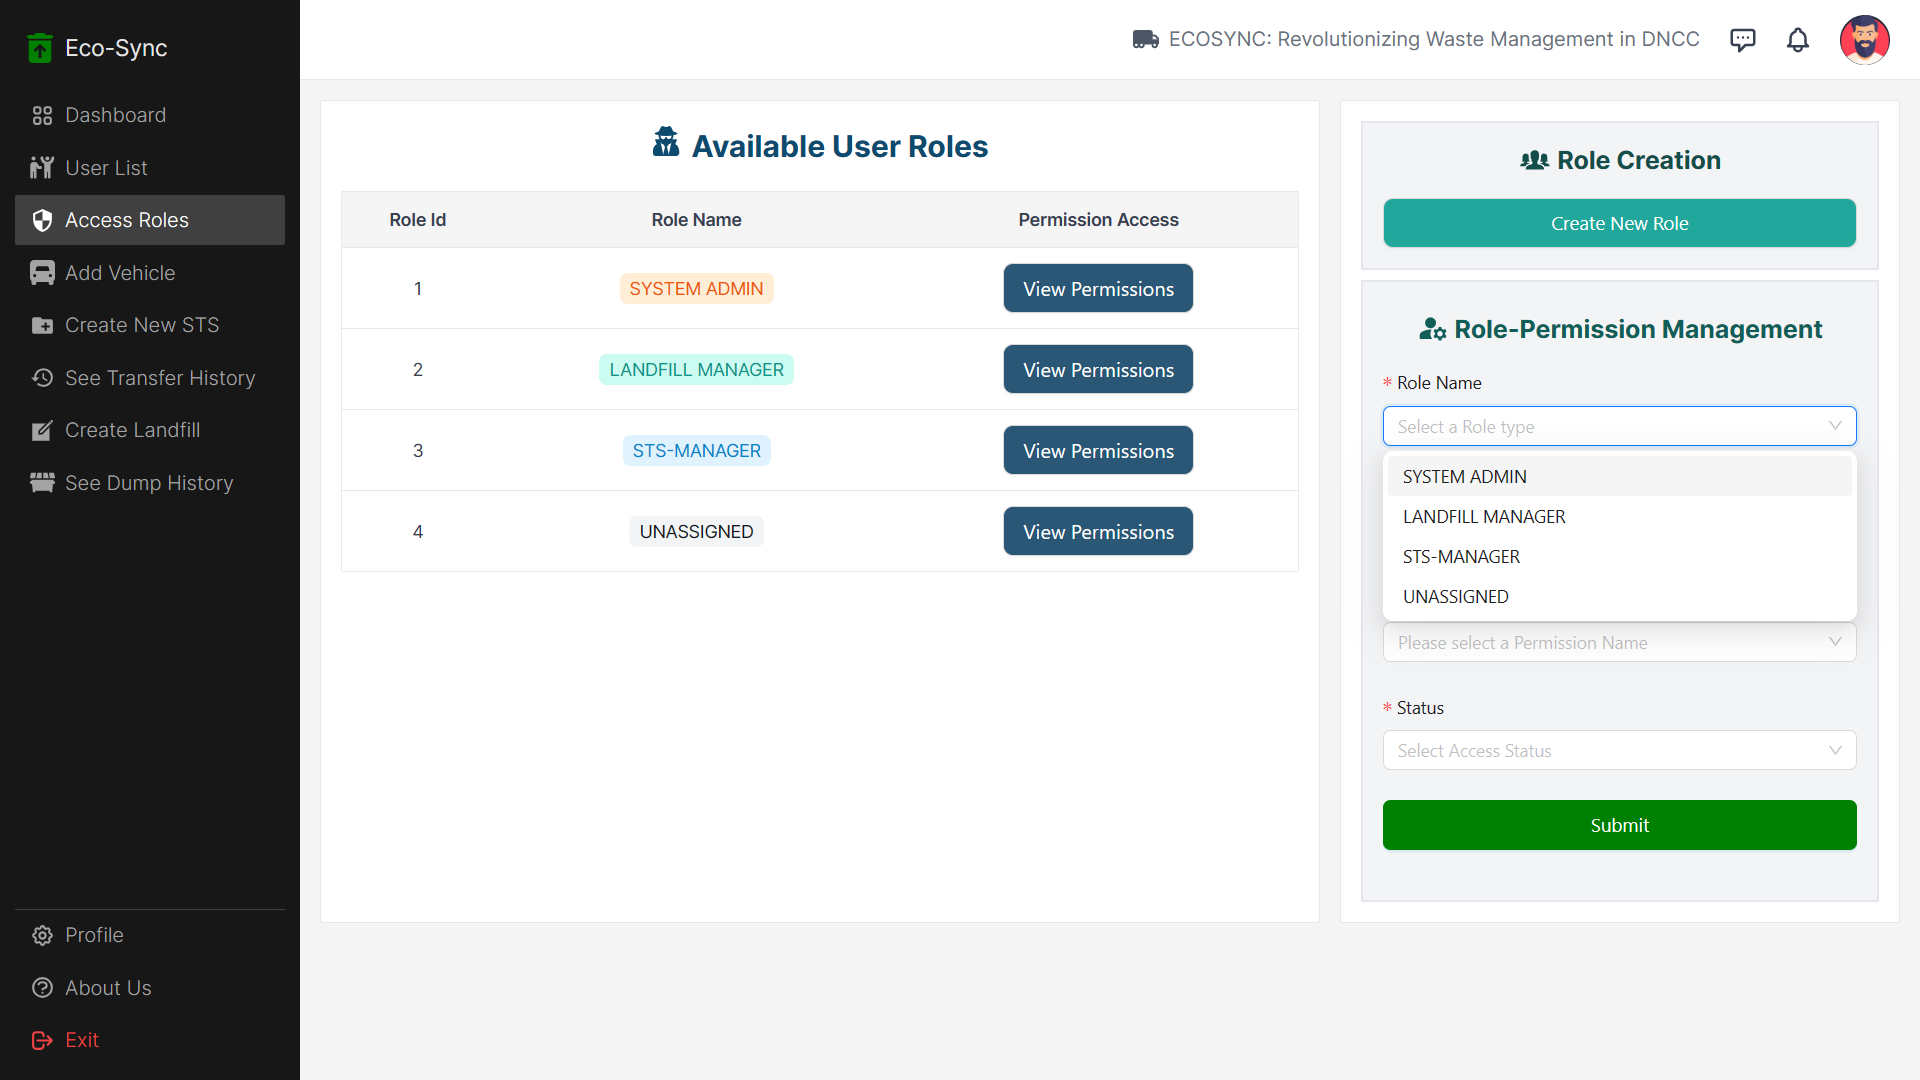 Eco-Sync
Dashboard
User List
Access Roles
Add Vehicle
Create New STS
See Transfer History
Create Landfill
See Dump History
Profile
About Us
Exit
ECOSYNC: Revolutionizing Waste Management in DNCC
Available User Roles
Role Id Role Name Permission Access
1 SYSTEM ADMIN View Permissions
2 LANDFILL MANAGER View Permissions
3 STS-MANAGER View Permissions
4 UNASSIGNED View Permissions
Role Creation
Create New Role
Role-Permission Management
* Role Name
Select a Role type
SYSTEM ADMIN
LANDFILL MANAGER
STS-MANAGER
UNASSIGNED
Please select a Permission Name
* Status
Select Access Status
Submit